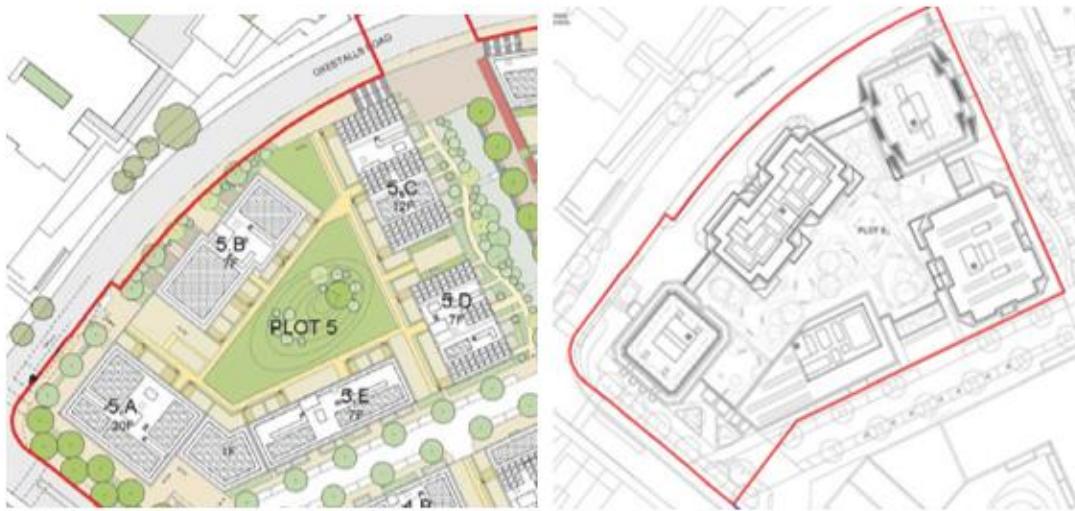 OXESTALLS ROAD
5.C
12F
5.B
5.D
7F
PLOT 5
5.E
7F
5.A
20F
1F
PLOT 5